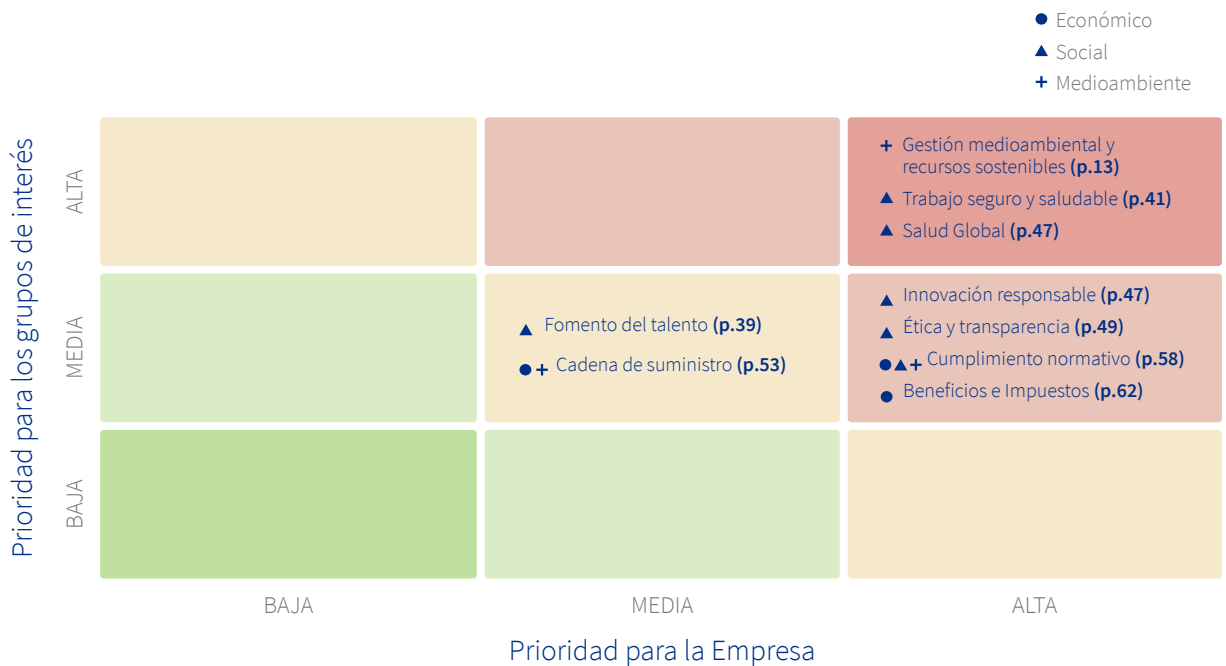 Económico
Social
Medioambiente
Prioridad para los grupos de interés
ALTA
Gestión medioambiental y
recursos sostenibles (p.13)
Trabajo seguro y saludable (p.41)
Salud Global (p.47)
MEDIA
Fomento del talento (p.39)
Cadena de suministro (p.53)
Innovación responsable (p.47)
Ética y transparencia (p.49)
Cumplimiento normativo (p.58)
Beneficios e Impuestos (p.62)
BAJA
BAJA
MEDIA
ALTA
Prioridad para la Empresa